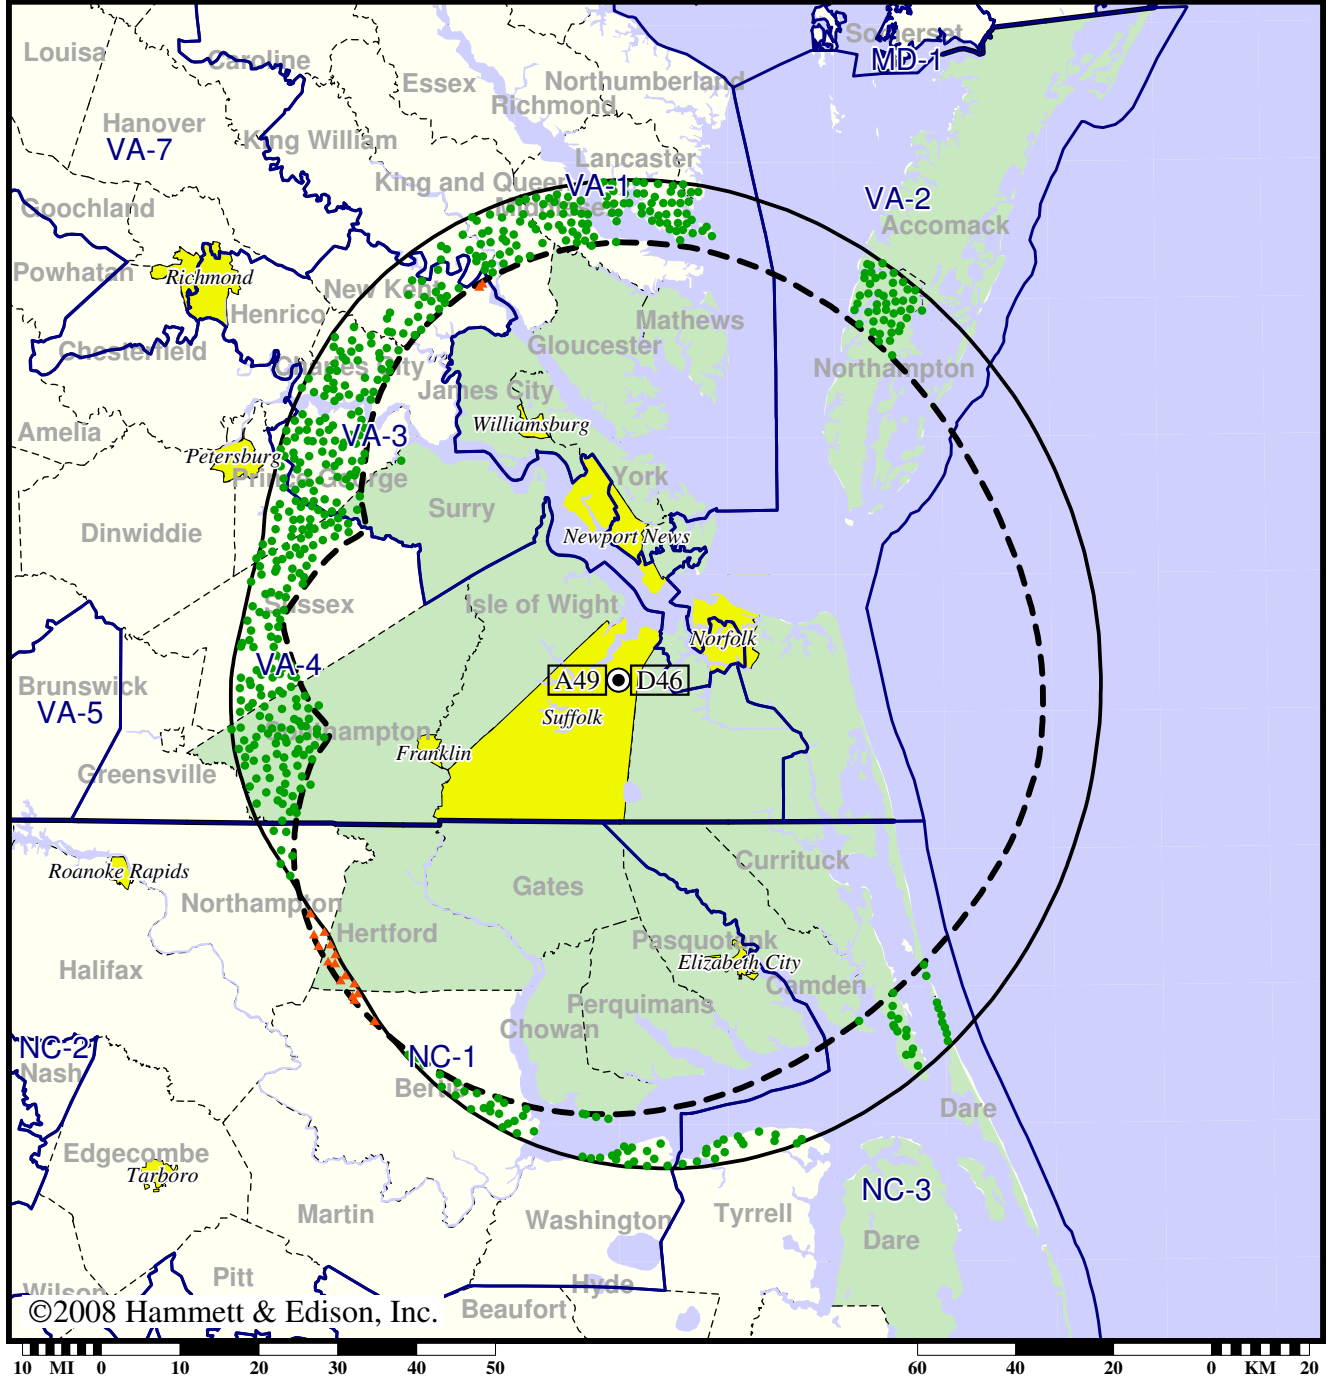 Louisa
Caroline
Essex
Northumberland
Somerset
MD-1
Richmond
Hanover
VA-7
King William
Lancaster
King and Queen
VA-1
Middlesex
VA-2
Accomack
Goochland
Powhatan
Richmond
New Kent
Henrico
Mathews
Gloucester
Chesterfield
Charles City
Northampton
James City
Williamsburg
Amelia
VA-3
Petersburg
Prince George
York
Surry
Dinwiddie
Newport News
Sussex
Isle of Wight
Norfolk
VA-4
A49
D46
Brunswick
VA-5
Suffolk
Southampton
Franklin
Greensville
Roanoke Rapids
Currituck
Gates
Northampton
Hertford
Pasquotank
Elizabeth City
Halifax
Camden
Perquimans
Chowan
NC-2
NC-1
Nash
Bertie
Dare
Edgecombe
Tarboro
NC-3
Martin
Washington
Tyrrell
Dare
Pitt
Hyde
Wilson
Beaufort
©2008 Hammett & Edison, Inc.
10 MI 0 10 20 30 40 50
60 40 20 0 KM 20